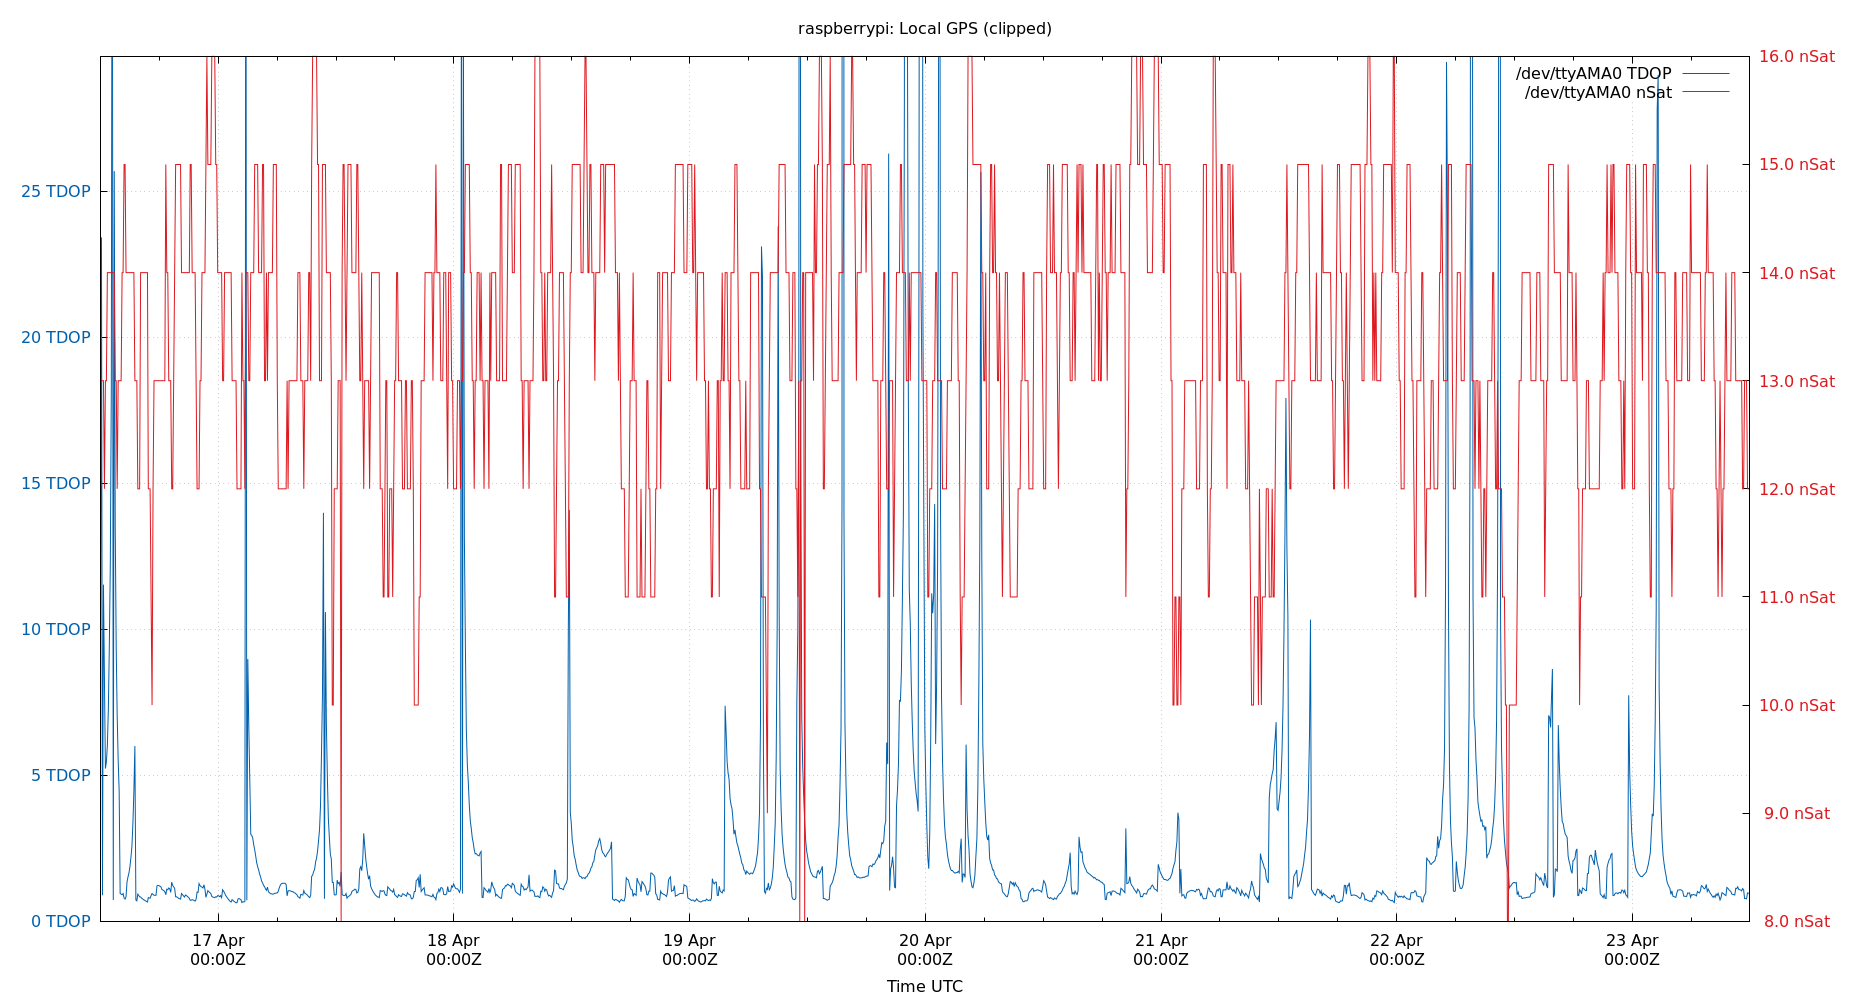 raspberrypi: Local GPS (clipped)
/dev/ttyAMA0 TDOP
/dev/ttyAMA0 nSat
25 TDOP
20 TDOP
15 TDOP
10 TDOP
5 TDOP
0 TDOP
16.0 nSat
15.0 nSat
14.0 nSat
13.0 nSat
12.0 nSat
11.0 nSat
10.0 nSat
9.0 nSat
8.0 nSat
17 Apr
00:00Z
18 Apr
00:00Z
19 Apr
00:00Z
20 Apr
00:00Z
21 Apr
00:00Z
22 Apr
00:00Z
23 Apr
00:00Z
Time UTC